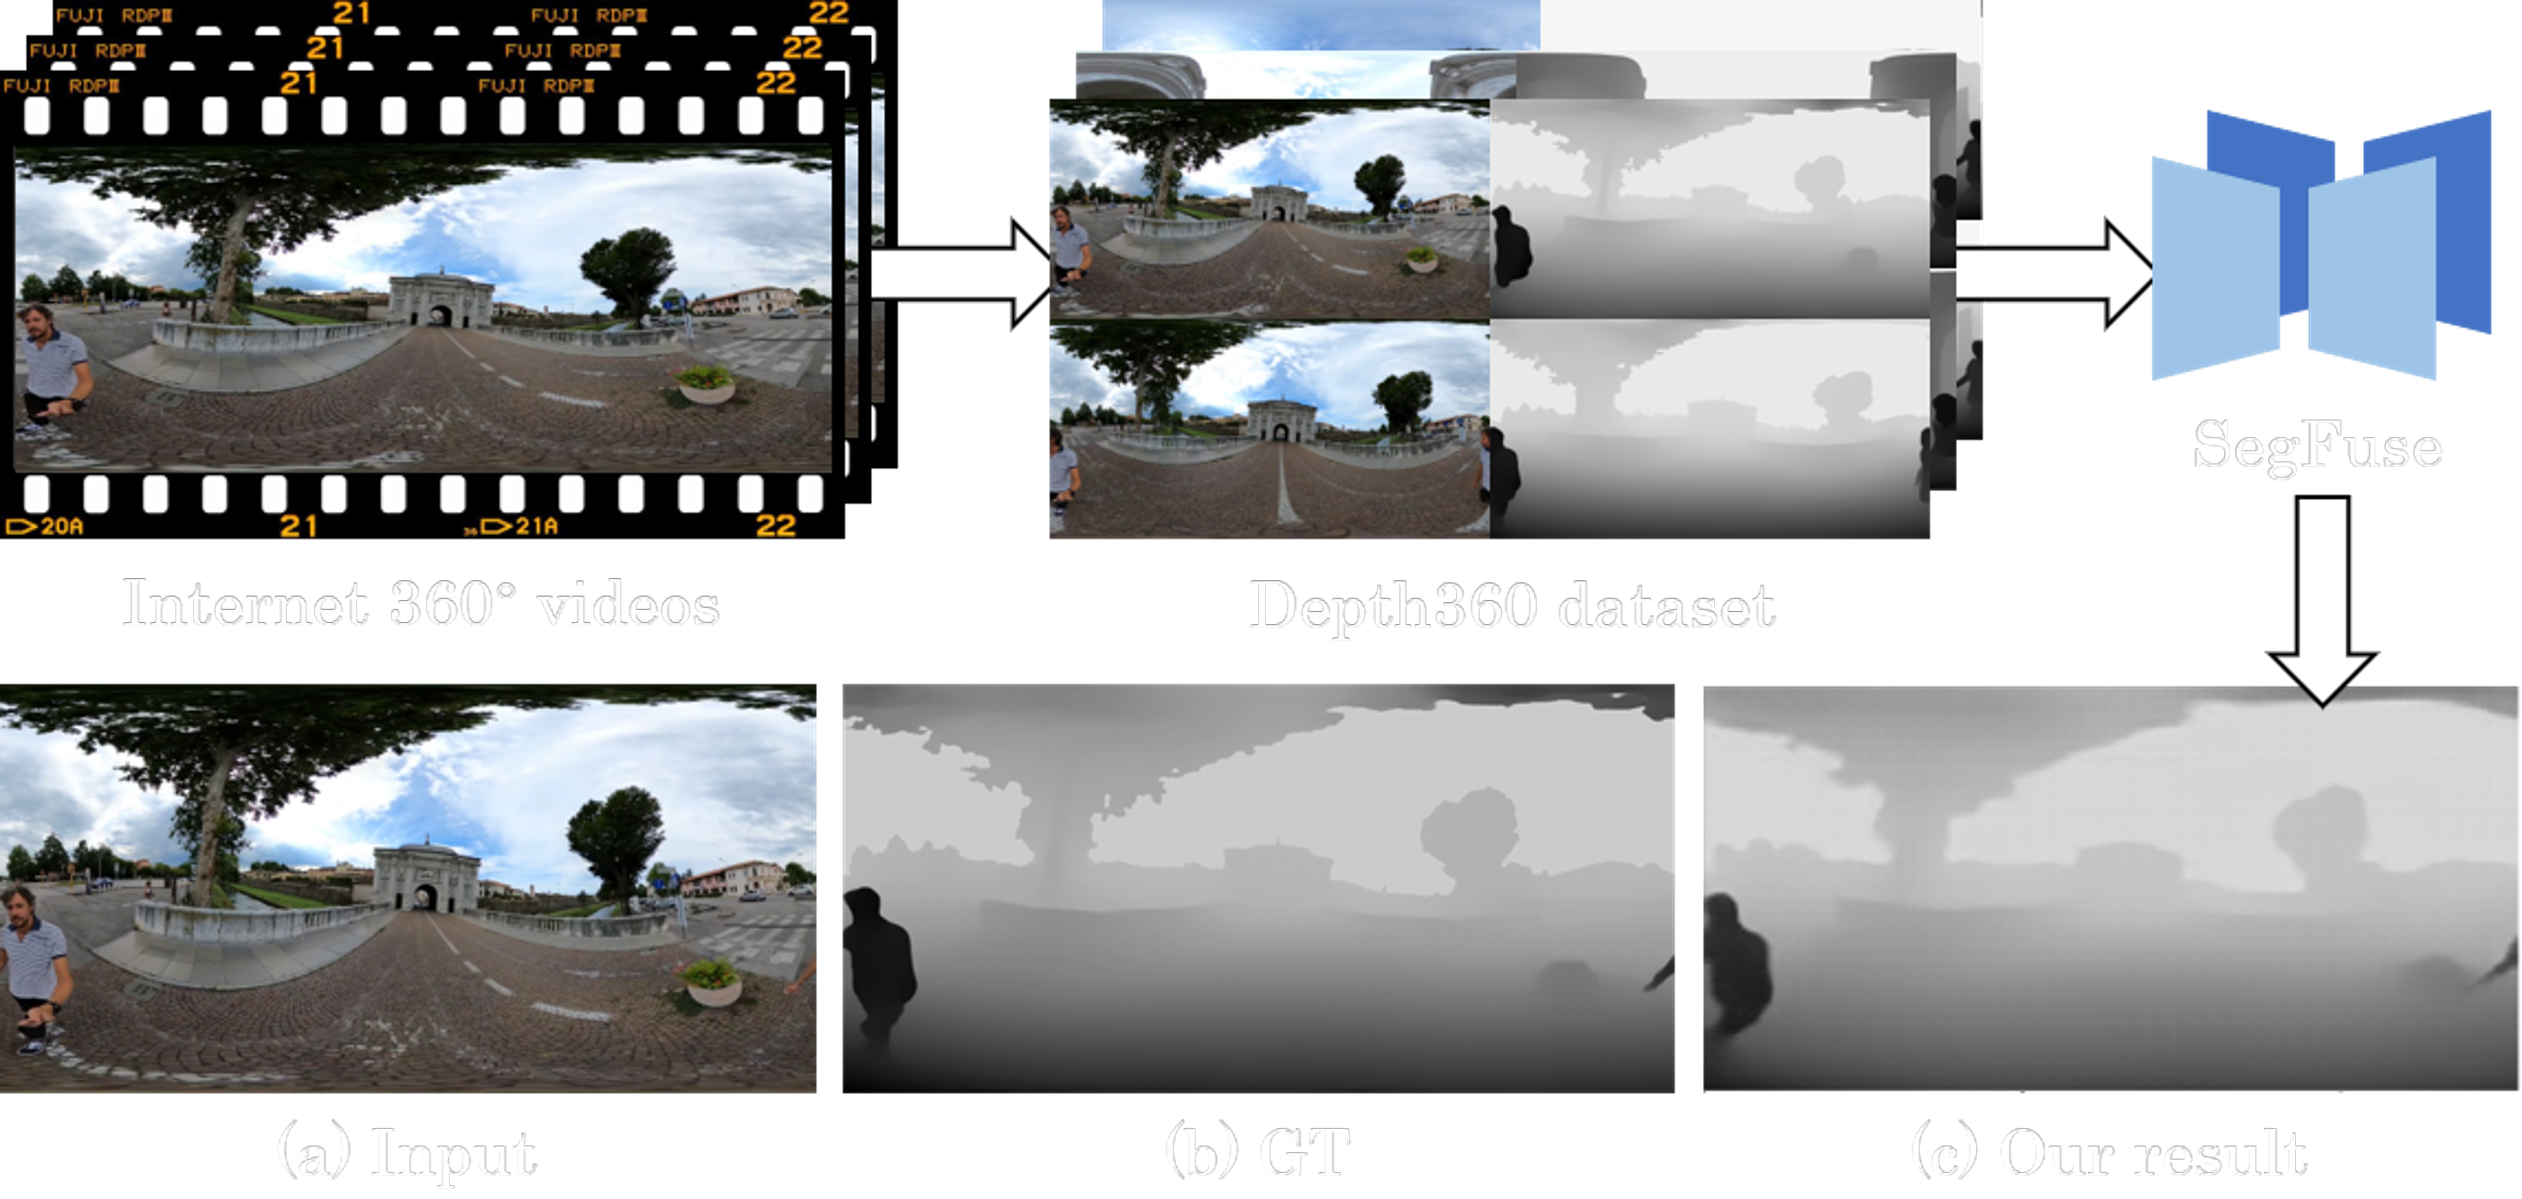 FUJI RDPⅢ 21 FUJI RDPⅢ 22
FUJI RDPⅢ 21 FUJI RDPⅢ 22
FUJI RDPⅢ 21 FUJI RDPⅢ 22
20A 21 21A 22
SegFuse
Internet 360° videos
Depth360 dataset
(a) Input
(b) GT
(c) Our result